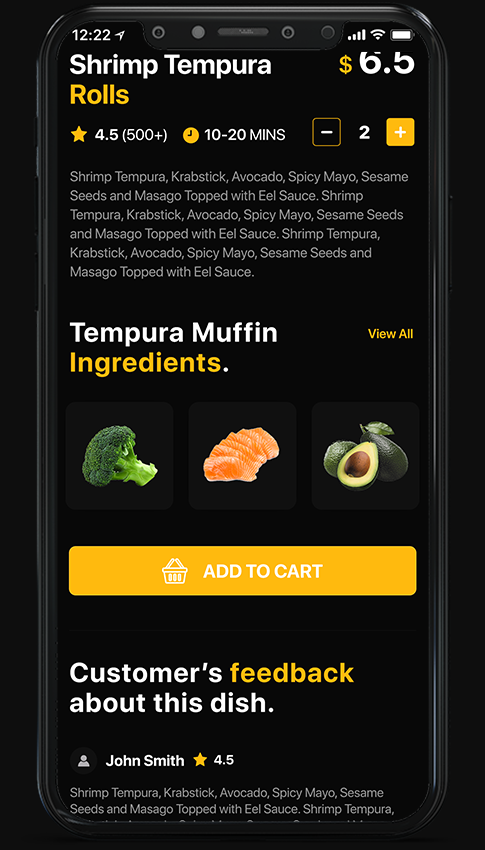 12:22
Shrimp Tempura
$ 6.5
Rolls
4.5 (500+) 10-20 MINS
− 2 +
Shrimp Tempura, Krabstick, Avocado, Spicy Mayo, Sesame
Seeds and Masago Topped with Eel Sauce. Shrimp
Tempura, Krabstick, Avocado, Spicy Mayo, Sesame Seeds
and Masago Topped with Eel Sauce. Shrimp Tempura,
Krabstick, Avocado, Spicy Mayo, Sesame Seeds and
Masago Topped with Eel Sauce.
Tempura Muffin
View All
Ingredients.
ADD TO CART
Customer’s feedback
about this dish.
John Smith 4.5
Shrimp Tempura, Krabstick, Avocado, Spicy Mayo, Sesame
Seeds and Masago Topped with Eel Sauce. Shrimp Tempura,